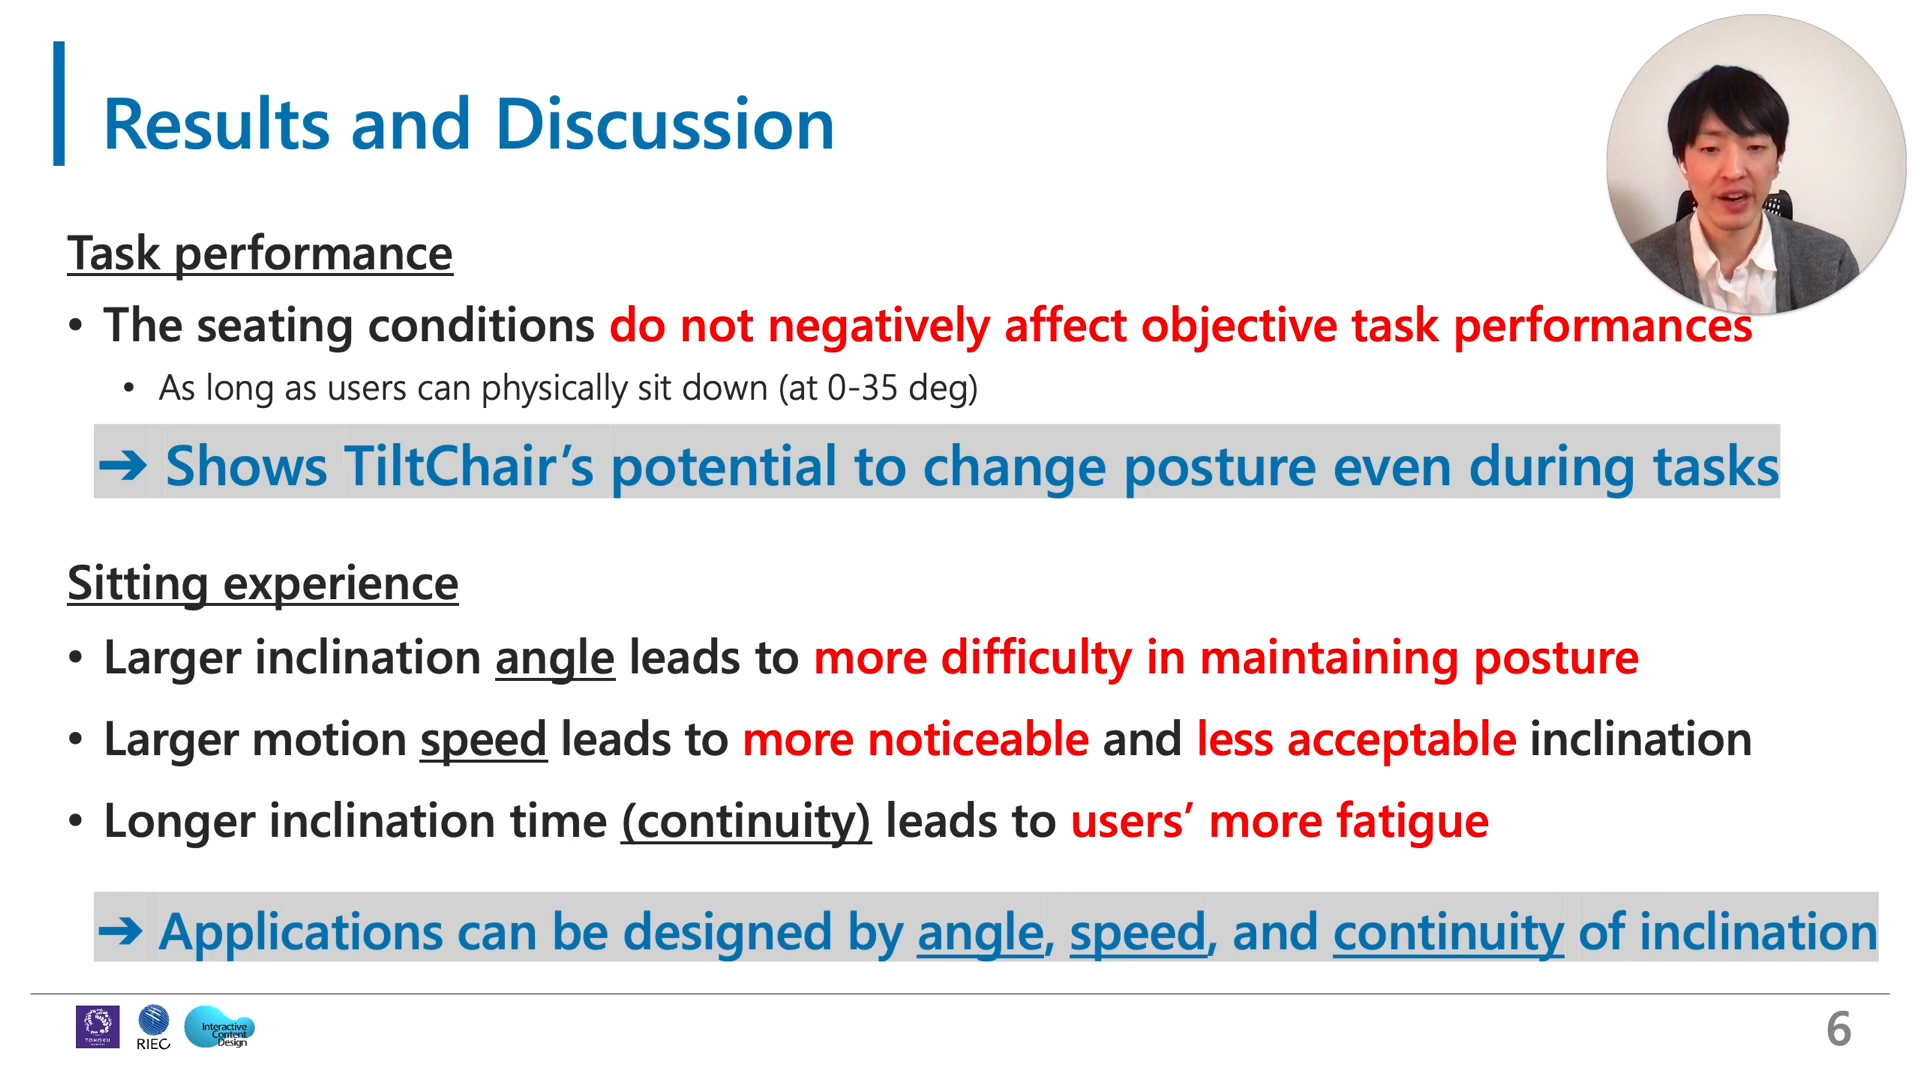 Results and Discussion
Task performance
• The seating conditions do not negatively affect objective task performances
• As long as users can physically sit down (at 0-35 deg)
➔ Shows TiltChair’s potential to change posture even during tasks
Sitting experience
• Larger inclination angle leads to more difficulty in maintaining posture
• Larger motion speed leads to more noticeable and less acceptable inclination
• Longer inclination time (continuity) leads to users’ more fatigue
➔ Applications can be designed by angle, speed, and continuity of inclination
TOHOKU
RIEC
Interactive
Content
Design
6